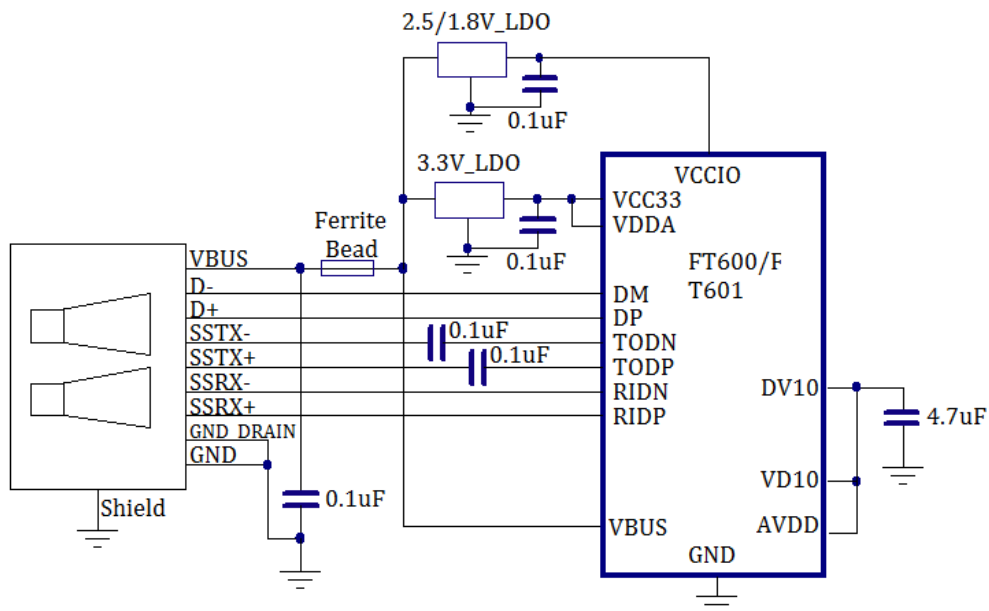 2.5/1.8V_LDO
0.1uF
3.3V_LDO
0.1uF
VCCIO
VCC33
VDDA
Ferrite
Bead
FT600/F
T601
VBUS
D-
D+
SSTX-
SSTX+
SSRX-
SSRX+
GND_DRAIN
GND
0.1uF
0.1uF
DM
DP
TODN
TODP
RIDN
RIDP
DV10
4.7uF
VD10
AVDD
Shield
0.1uF
VBUS
GND